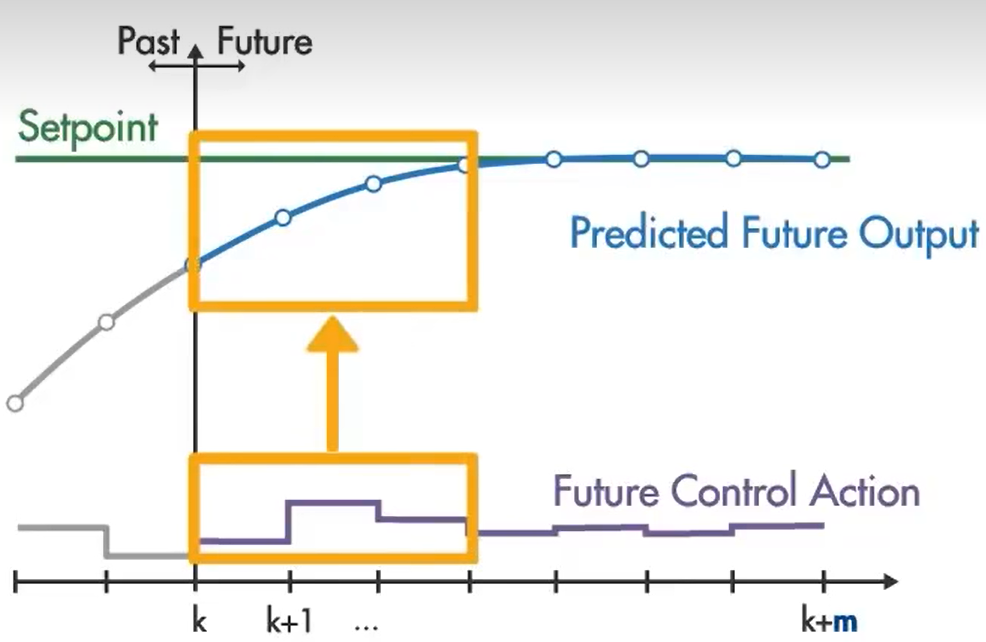 Past Future
Setpoint
Predicted Future Output
Future Control Action
k k+1 ... k+m